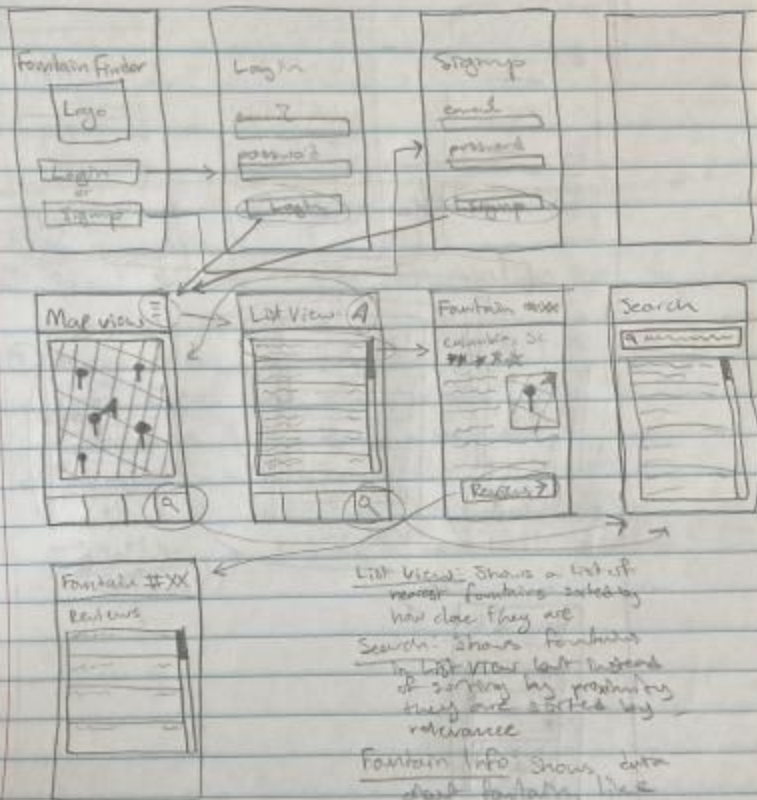 Fountain Finder
Login
Signup
Logo
email
password
Login
or
Signup
password
Login
Signup
Map view
List View
Fountain #XX
Search
Columbia, SC
Reviews >
Fountain #XX
Reviews
List View: Shows a list of
nearest fountains sorted by
how close they are
Search: Shows fountains
in List View but instead
of sorting by proximity
they are sorted by
relevance
Fountain Info: Shows data
about fountain, like